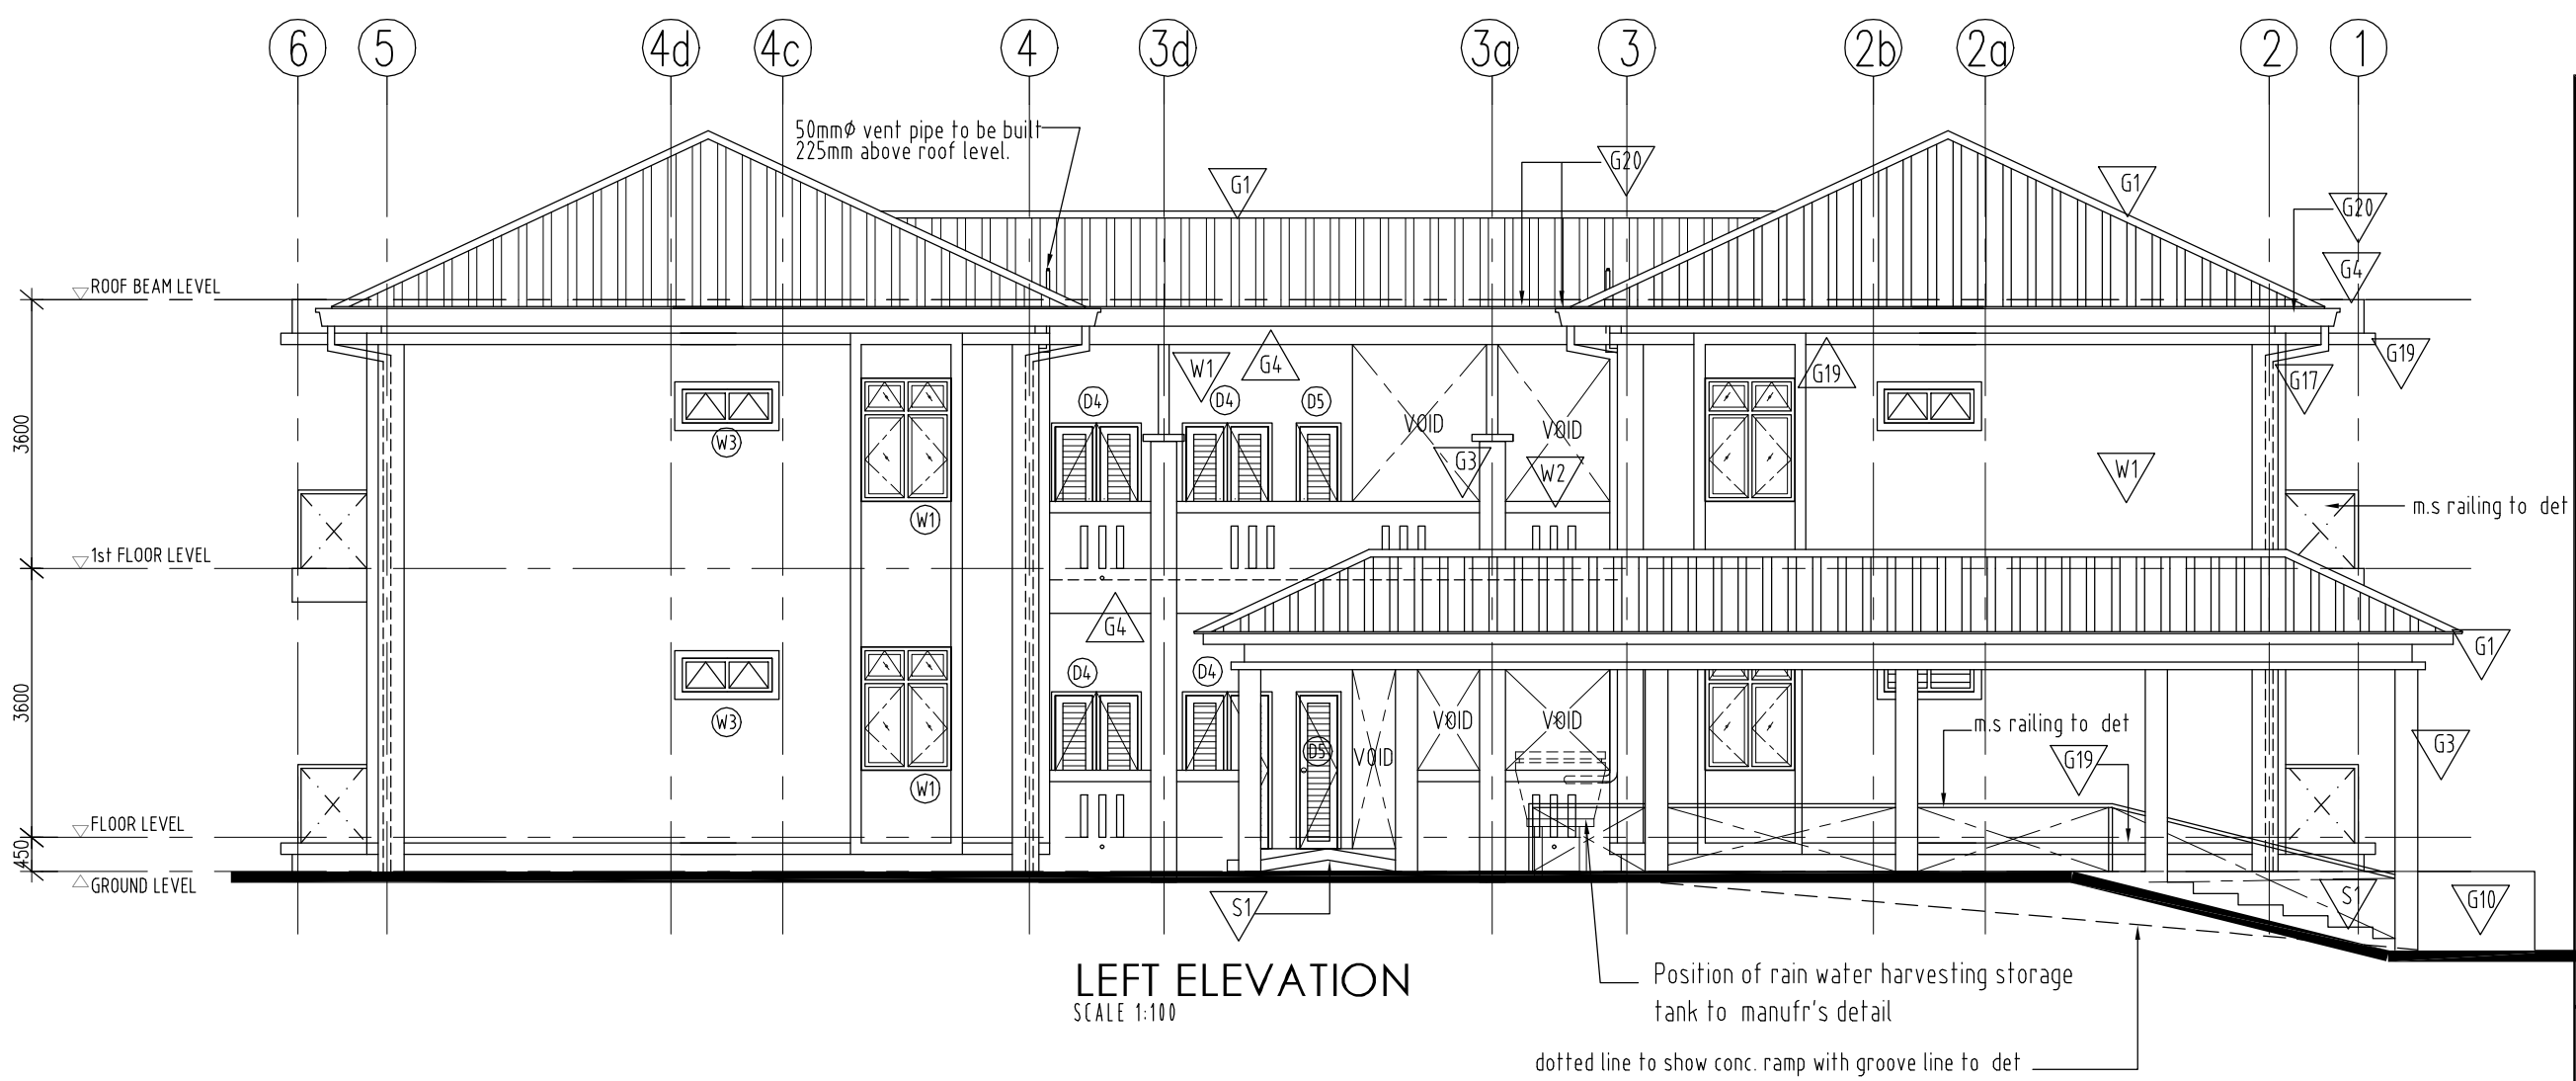 6 5 4d 4c 4 3d 3a 3 2b 2a 2 1
50mmØ vent pipe to be built
225mm above roof level.
G20
G1
G1
G20
G4
ROOF BEAM LEVEL
G4
W1
G19
G19
G17
D4 D4 D5
VOID
VOID
3600
W3
G3
W2
W1
W1
m.s railing to det
1st FLOOR LEVEL
G4
G1
D4 D4
3600
W3
VOID
VOID
m.s railing to det
G3
D5
VOID
G19
W1
FLOOR LEVEL
450
GROUND LEVEL
S1
S1
G10
LEFT ELEVATION
SCALE 1:100
Position of rain water harvesting storage
tank to manufr's detail
dotted line to show conc. ramp with groove line to det